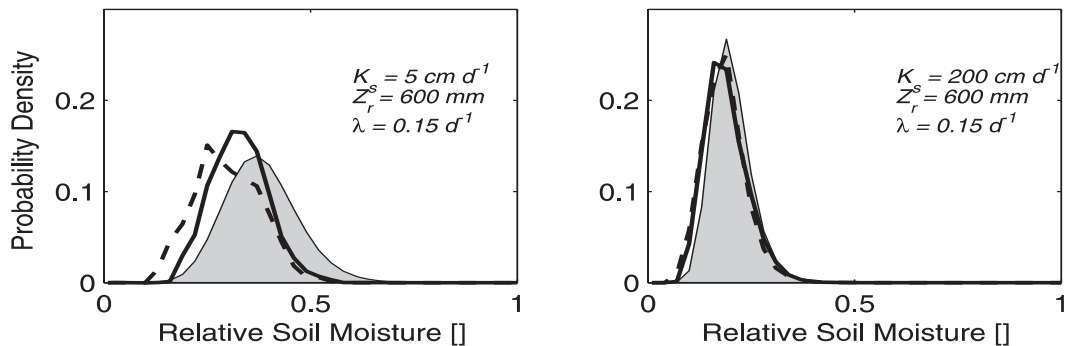 Probability Density
0.2
0.1
0
K_s = 5 cm d^-1
Z_r = 600 mm
λ = 0.15 d^-1
0 0.5 1
Relative Soil Moisture []
K_s = 200 cm d^-1
Z_r = 600 mm
λ = 0.15 d^-1
0.2
0.1
0
0 0.5 1
Relative Soil Moisture []